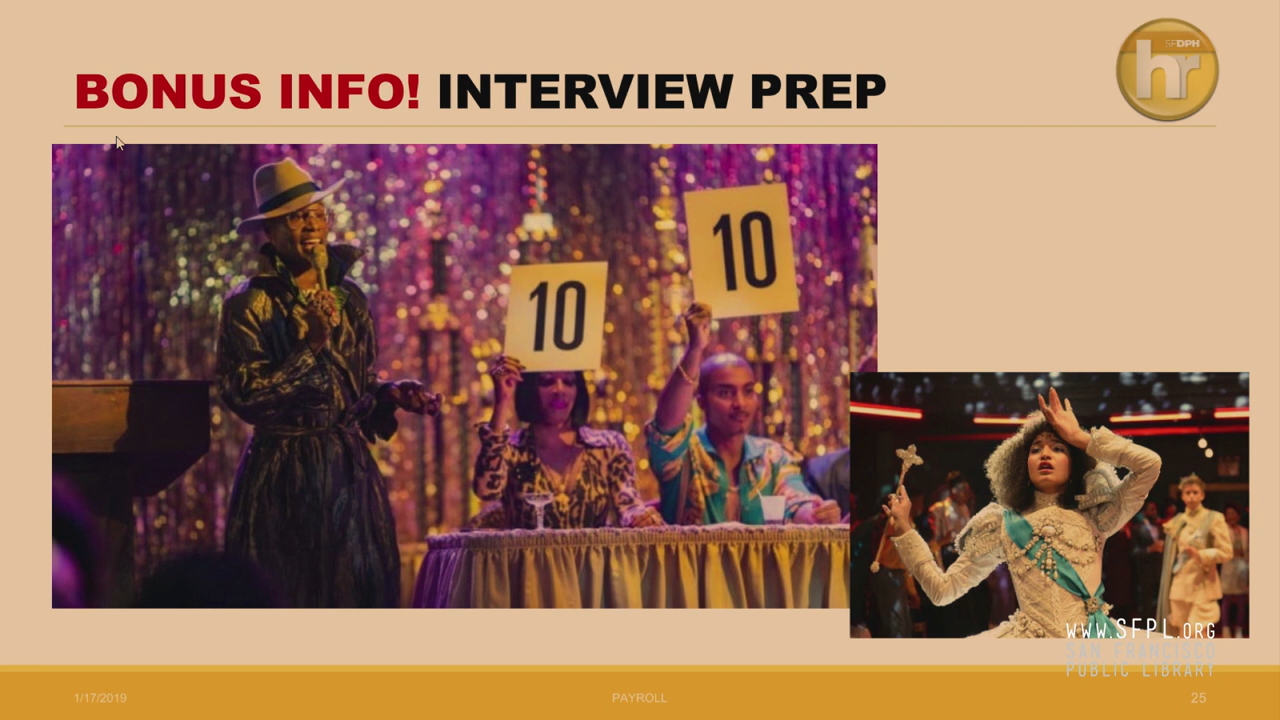 SFDPH
hr
BONUS INFO! INTERVIEW PREP
10
10
WWW.SFPL.ORG
SAN FRANCISCO
PUBLIC LIBRARY
1/17/2019
PAYROLL
25